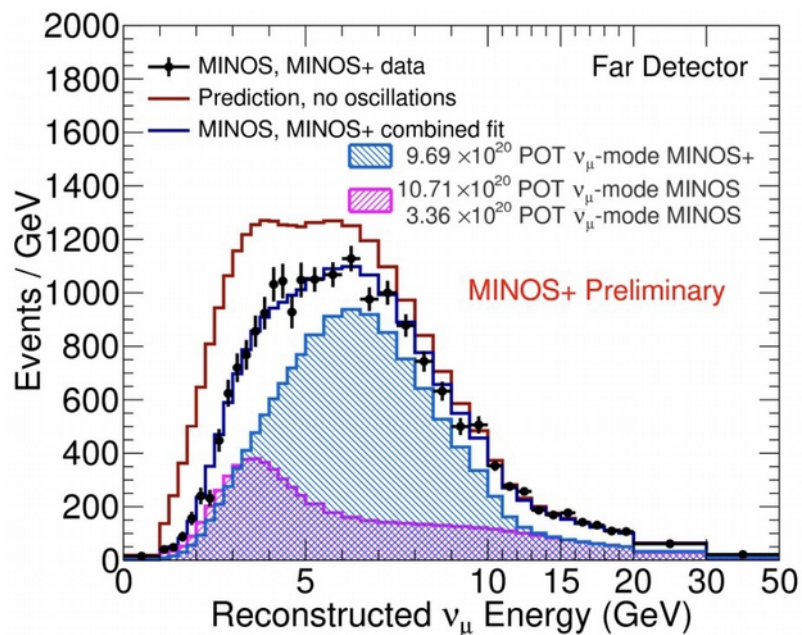 2000
1800
1600
1400
1200
1000
800
600
400
200
0
Events / GeV
MINOS, MINOS+ data
Far Detector
Prediction, no oscillations
MINOS, MINOS+ combined fit
9.69 ×10²⁰ POT νμ-mode MINOS+
10.71 ×10²⁰ POT νμ-mode MINOS
3.36 ×10²⁰ POT νμ-mode MINOS
MINOS+ Preliminary
0 5 10 15 20 30 50
Reconstructed νμ Energy (GeV)